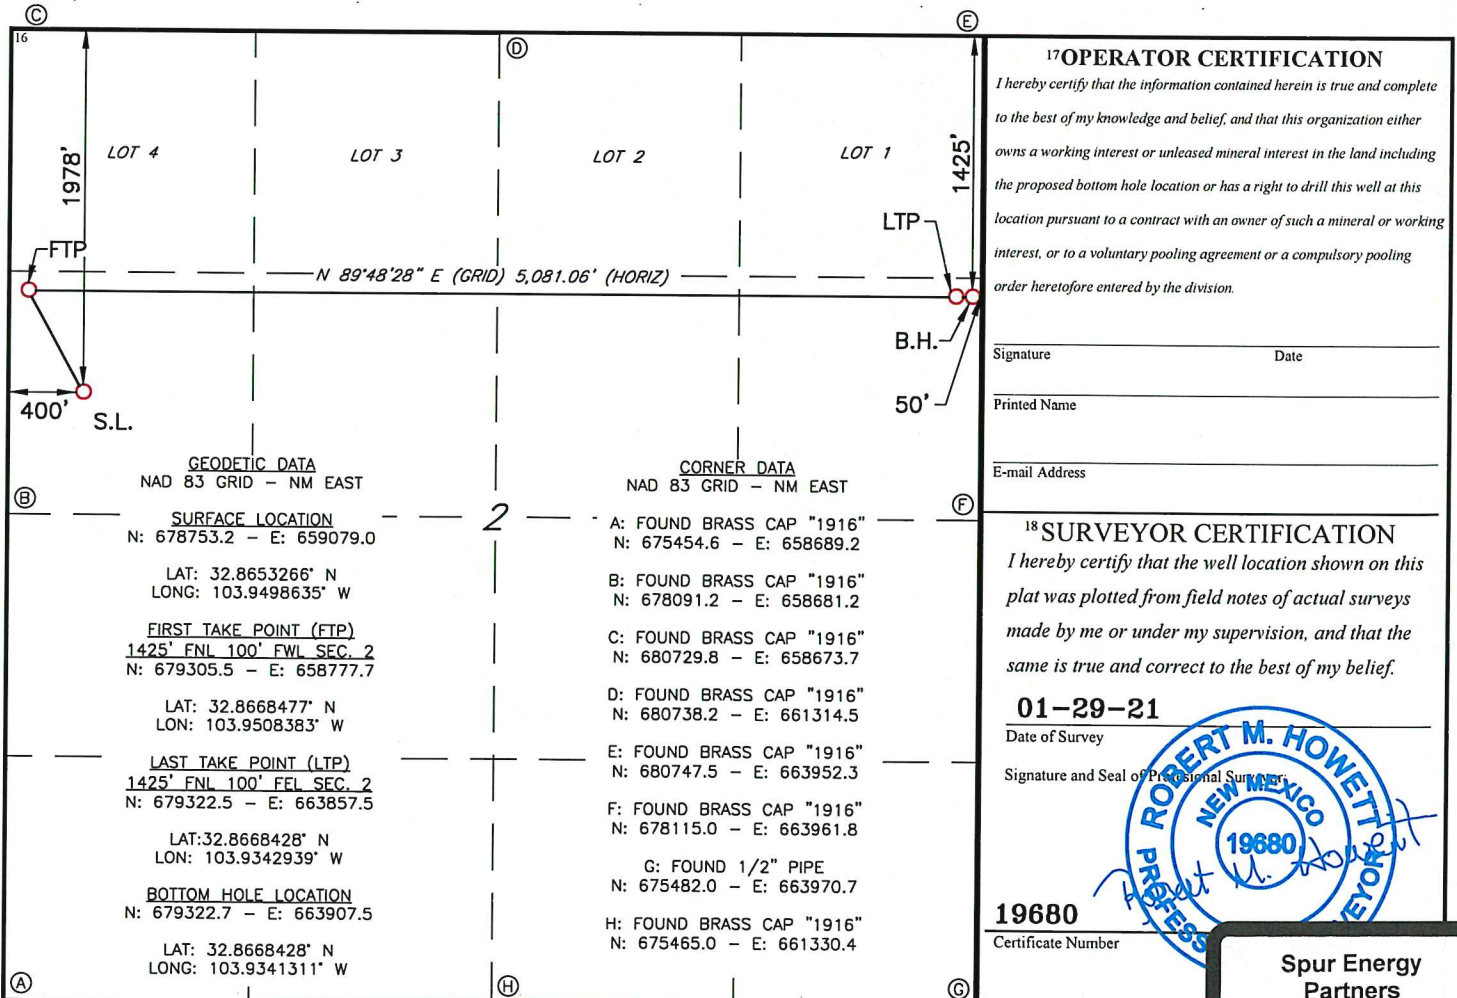 Ⓒ
Ⓔ
16
Ⓓ
1978'
LOT 4
LOT 3
LOT 2
LOT 1
1425'
LTP
FTP
N 89°48'28" E (GRID) 5,081.06' (HORIZ)
B.H.
400'
S.L.
50'
GEODETIC DATA
NAD 83 GRID – NM EAST
SURFACE LOCATION
N: 678753.2 – E: 659079.0
LAT: 32.8653266° N
LONG: 103.9498635° W
FIRST TAKE POINT (FTP)
1425' FNL 100' FWL SEC. 2
N: 679305.5 – E: 658777.7
LAT: 32.8668477° N
LON: 103.9508383° W
LAST TAKE POINT (LTP)
1425' FNL 100' FEL SEC. 2
N: 679322.5 – E: 663857.5
LAT:32.8668428° N
LON: 103.9342939° W
BOTTOM HOLE LOCATION
N: 679322.7 – E: 663907.5
LAT: 32.8668428° N
LONG: 103.9341311° W
Ⓑ
2
Ⓕ
CORNER DATA
NAD 83 GRID – NM EAST
A: FOUND BRASS CAP "1916"
N: 675454.6 – E: 658689.2
B: FOUND BRASS CAP "1916"
N: 678091.2 – E: 658681.2
C: FOUND BRASS CAP "1916"
N: 680729.8 – E: 658673.7
D: FOUND BRASS CAP "1916"
N: 680738.2 – E: 661314.5
E: FOUND BRASS CAP "1916"
N: 680747.5 – E: 663952.3
F: FOUND BRASS CAP "1916"
N: 678115.0 – E: 663961.8
G: FOUND 1/2" PIPE
N: 675482.0 – E: 663970.7
H: FOUND BRASS CAP "1916"
N: 675465.0 – E: 661330.4
Ⓐ
Ⓗ
Ⓖ
17 OPERATOR CERTIFICATION
I hereby certify that the information contained herein is true and complete
to the best of my knowledge and belief, and that this organization either
owns a working interest or unleased mineral interest in the land including
the proposed bottom hole location or has a right to drill this well at this
location pursuant to a contract with an owner of such a mineral or working
interest, or to a voluntary pooling agreement or a compulsory pooling
order heretofore entered by the division.
Signature Date
Printed Name
E-mail Address
18 SURVEYOR CERTIFICATION
I hereby certify that the well location shown on this
plat was plotted from field notes of actual surveys
made by me or under my supervision, and that the
same is true and correct to the best of my belief.
01-29-21
Date of Survey
Signature and Seal of Professional Surveyor:
ROBERT M. HOWETT
NEW MEXICO
19680
Robert M. Howett
19680
Certificate Number
Spur Energy
Partners